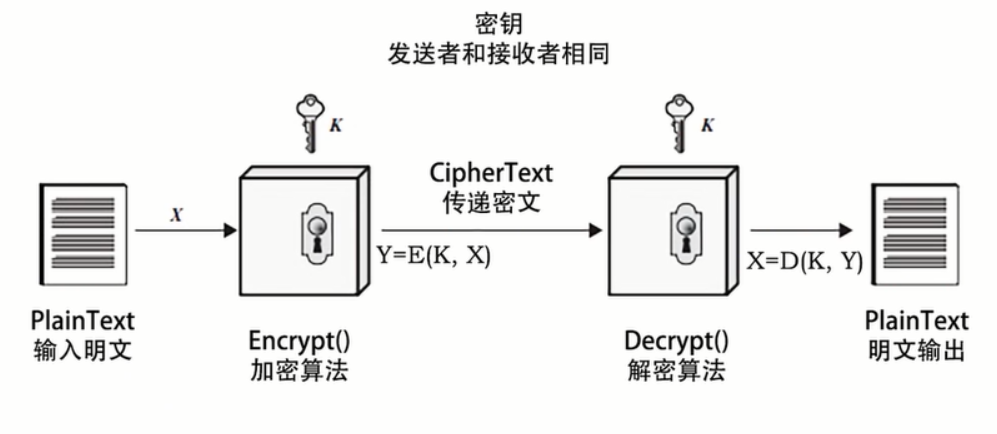 密钥
发送者和接收者相同
K
K
CipherText
传递密文
X
Y=E(K, X)
X=D(K, Y)
PlainText
输入明文
Encrypt()
加密算法
Decrypt()
解密算法
PlainText
明文输出